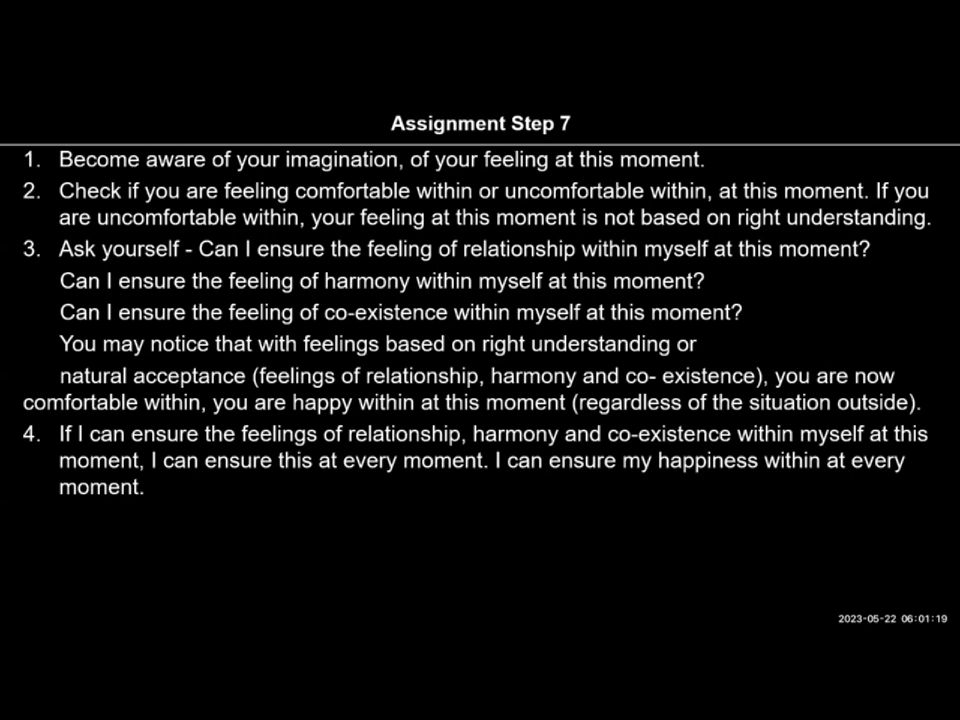 Assignment Step 7
1. Become aware of your imagination, of your feeling at this moment.
2. Check if you are feeling comfortable within or uncomfortable within, at this moment. If you
are uncomfortable within, your feeling at this moment is not based on right understanding.
3. Ask yourself - Can I ensure the feeling of relationship within myself at this moment?
Can I ensure the feeling of harmony within myself at this moment?
Can I ensure the feeling of co-existence within myself at this moment?
You may notice that with feelings based on right understanding or
natural acceptance (feelings of relationship, harmony and co- existence), you are now
comfortable within, you are happy within at this moment (regardless of the situation outside).
4. If I can ensure the feelings of relationship, harmony and co-existence within myself at this
moment, I can ensure this at every moment. I can ensure my happiness within at every
moment.
2023-05-22 06:01:19